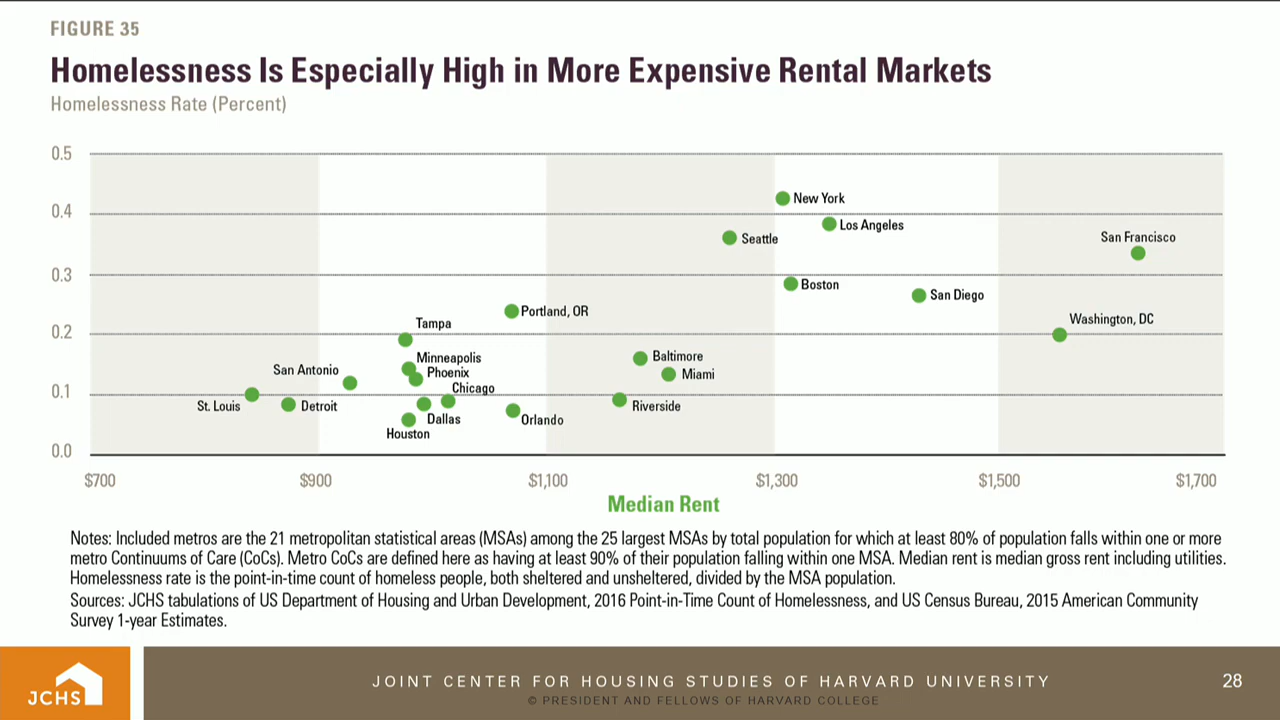 FIGURE 35
Homelessness Is Especially High in More Expensive Rental Markets
Homelessness Rate (Percent)
0.5
0.4
0.3
0.2
0.1
0.0
New York
Los Angeles
Seattle
San Francisco
Boston
San Diego
Portland, OR
Washington, DC
Tampa
Minneapolis
Baltimore
San Antonio
Phoenix
Miami
Chicago
St. Louis
Detroit
Riverside
Dallas
Orlando
Houston
$700
$900
$1,100
$1,300
$1,500
$1,700
Median Rent
Notes: Included metros are the 21 metropolitan statistical areas (MSAs) among the 25 largest MSAs by total population for which at least 80% of population falls within one or more
metro Continuums of Care (CoCs). Metro CoCs are defined here as having at least 90% of their population falling within one MSA. Median rent is median gross rent including utilities.
Homelessness rate is the point-in-time count of homeless people, both sheltered and unsheltered, divided by the MSA population.
Sources: JCHS tabulations of US Department of Housing and Urban Development, 2016 Point-in-Time Count of Homelessness, and US Census Bureau, 2015 American Community
Survey 1-year Estimates.
JCHS
JOINT CENTER FOR HOUSING STUDIES OF HARVARD UNIVERSITY
© PRESIDENT AND FELLOWS OF HARVARD COLLEGE
28